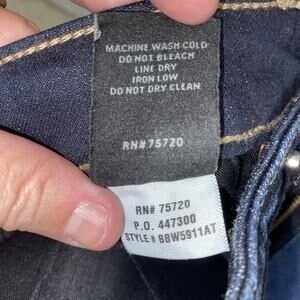 MACHINE WASH COLD
DO NOT BLEACH
LINE DRY
IRON LOW
DO NOT DRY CLEAN
RN#75720
RN# 75720
P.O. 447300
STYLE # BBW5911AT